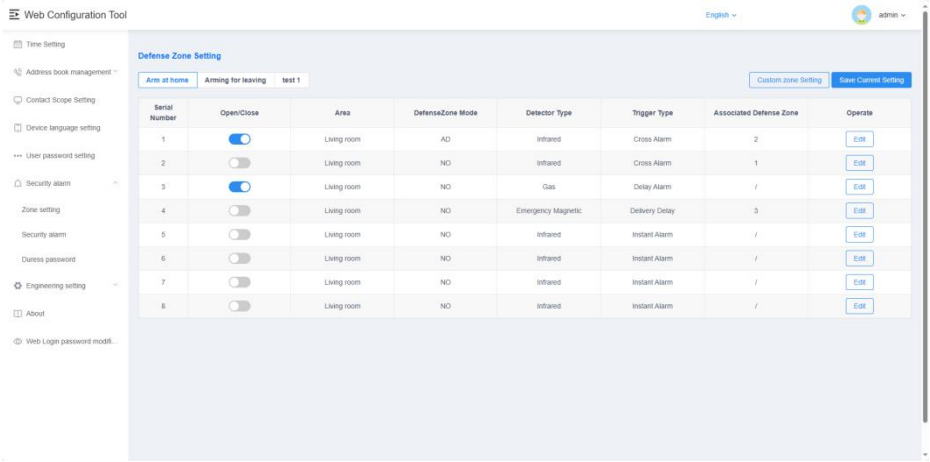 Web Configuration Tool English admin
Time Setting
Address book management
Contact Scope Setting
Device language setting
User password setting
Security alarm
Zone setting
Security alarm
Duress password
Engineering setting
About
Web Login password modifi...
Defense Zone Setting
Arm at home Arming for leaving test 1 Custom zone Setting Save Current Setting
Serial Number Open/Close Area DefenseZone Mode Detector Type Trigger Type Associated Defense Zone Operate
1 Living room AD Infrared Cross Alarm 2 Edit
2 Living room NO Infrared Cross Alarm 1 Edit
3 Living room NO Gas Delay Alarm / Edit
4 Living room NO Emergency Magnetic Delivery Delay 3 Edit
5 Living room NO Infrared Instant Alarm / Edit
6 Living room NO Infrared Instant Alarm / Edit
7 Living room NO Infrared Instant Alarm / Edit
8 Living room NO Infrared Instant Alarm / Edit